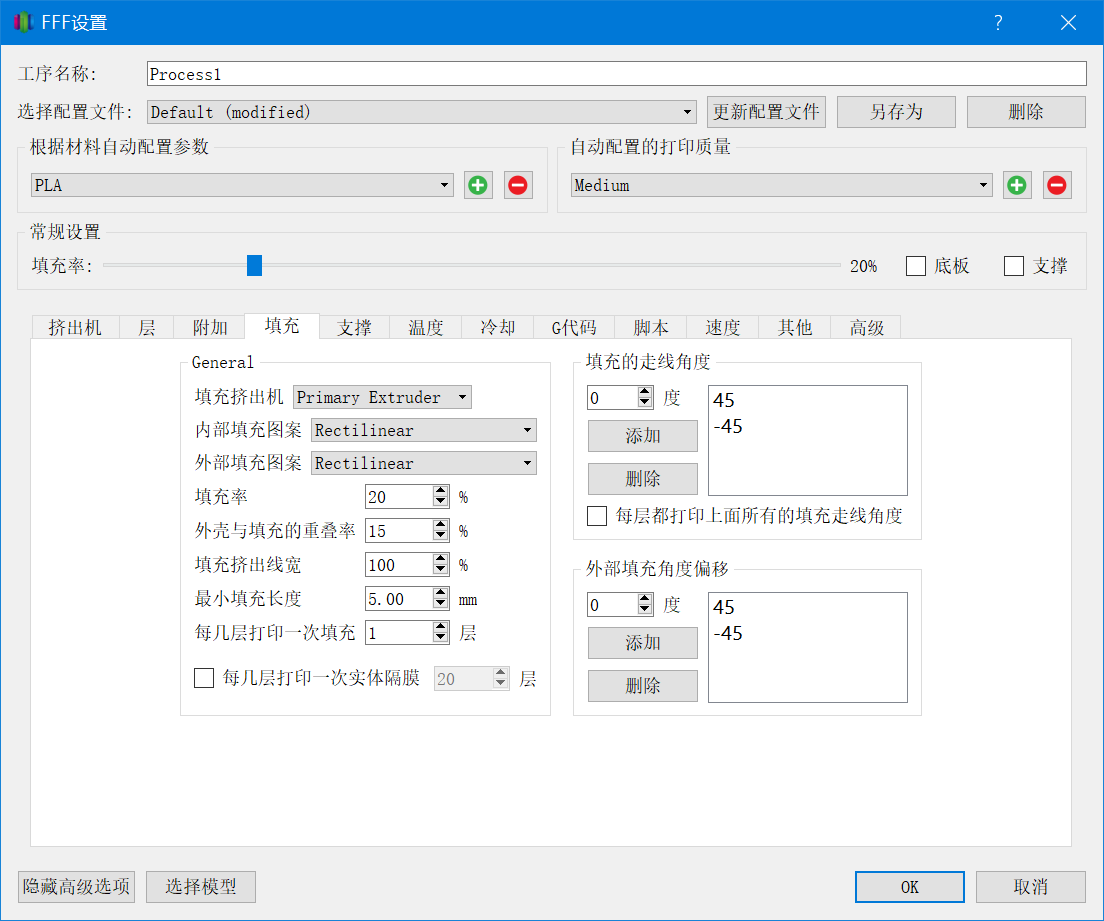 FFF设置
?
工序名称:
Process1
选择配置文件:
Default (modified)
更新配置文件
另存为
删除
根据材料自动配置参数
PLA
自动配置的打印质量
Medium
常规设置
填充率:
20%
底板
支撑
挤出机
层
附加
填充
支撑
温度
冷却
G代码
脚本
速度
其他
高级
General
填充挤出机
Primary Extruder
内部填充图案
Rectilinear
外部填充图案
Rectilinear
填充率
20
%
外壳与填充的重叠率
15
%
填充挤出线宽
100
%
最小填充长度
5.00
mm
每几层打印一次填充
1
层
每几层打印一次实体隔膜
20
层
填充的走线角度
0
度
添加
删除
45
-45
每层都打印上面所有的填充走线角度
外部填充角度偏移
0
度
添加
删除
45
-45
隐藏高级选项
选择模型
OK
取消